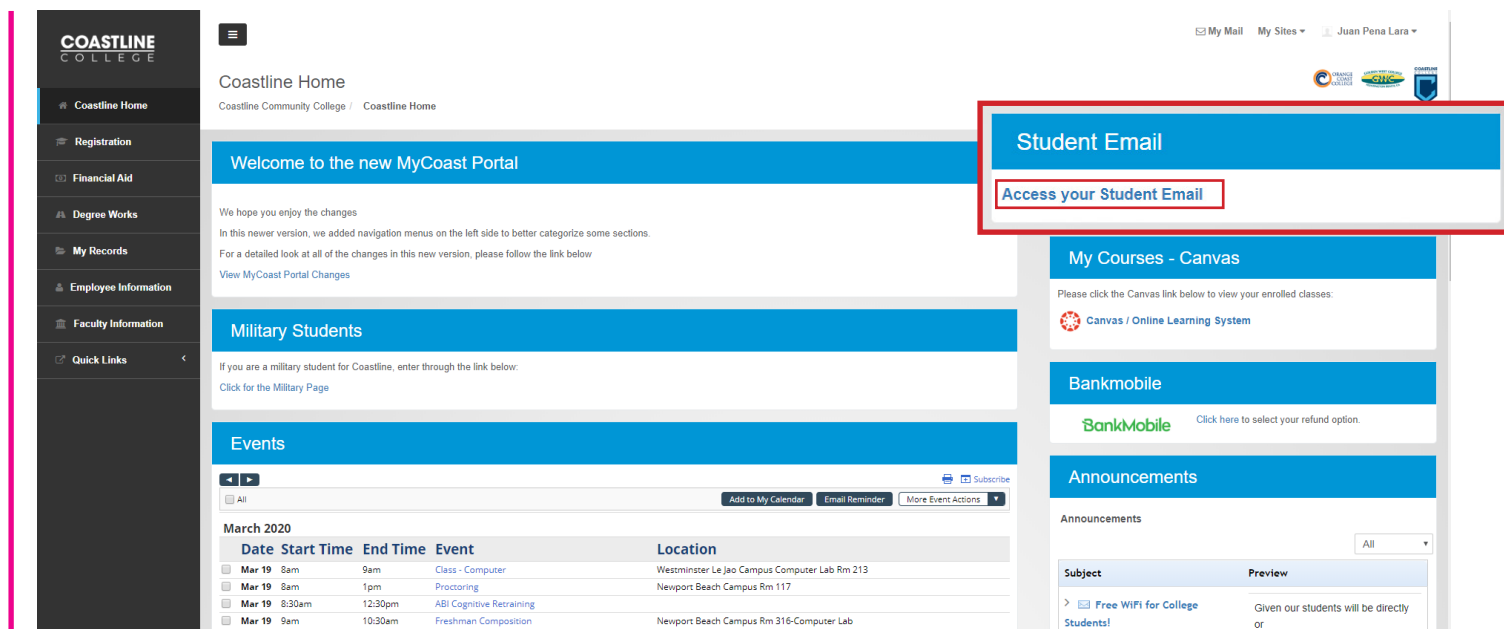 COASTLINE
COLLEGE
Coastline Home
Registration
Financial Aid
Degree Works
My Records
Employee Information
Faculty Information
Quick Links
My Mail My Sites Juan Pena Lara
Coastline Home
Coastline Community College / Coastline Home
ORANGE
COAST
COLLEGE
GWC
COASTLINE
Welcome to the new MyCoast Portal
We hope you enjoy the changes
In this newer version, we added navigation menus on the left side to better categorize some sections.
For a detailed look at all of the changes in this new version, please follow the link below
View MyCoast Portal Changes
Military Students
If you are a military student for Coastline, enter through the link below:
Click for the Military Page
Events
Subscribe
All Add to My Calendar Email Reminder More Event Actions
March 2020
Date Start Time End Time Event Location
Mar 19 8am 9am Class - Computer Westminster Le Jao Campus Computer Lab Rm 213
Mar 19 8am 1pm Proctoring Newport Beach Campus Rm 117
Mar 19 8:30am 12:30pm ABI Cognitive Retraining
Mar 19 9am 10:30am Freshman Composition Newport Beach Campus Rm 316-Computer Lab
Student Email
Access your Student Email
My Courses - Canvas
Please click the Canvas link below to view your enrolled classes:
Canvas / Online Learning System
Bankmobile
BankMobile Click here to select your refund option.
Announcements
Announcements
All
Subject Preview
Free WiFi for College Given our students will be directly
Students! or